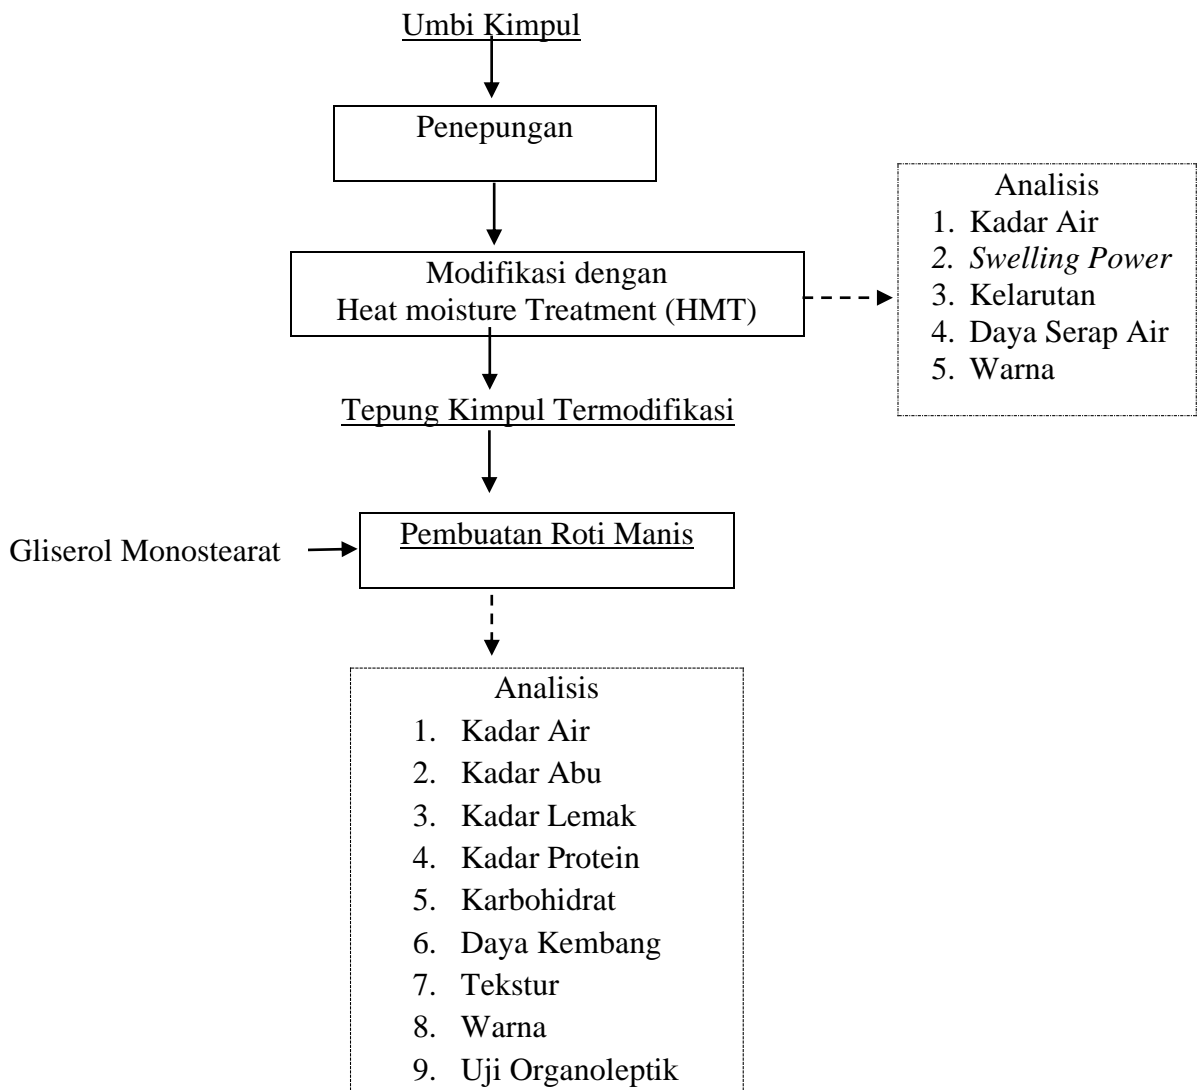 Umbi Kimpul
Penepungan
Modifikasi dengan
Heat moisture Treatment (HMT)
Analisis
1. Kadar Air
2. Swelling Power
3. Kelarutan
4. Daya Serap Air
5. Warna
Tepung Kimpul Termodifikasi
Gliserol Monostearat
Pembuatan Roti Manis
Analisis
1. Kadar Air
2. Kadar Abu
3. Kadar Lemak
4. Kadar Protein
5. Karbohidrat
6. Daya Kembang
7. Tekstur
8. Warna
9. Uji Organoleptik